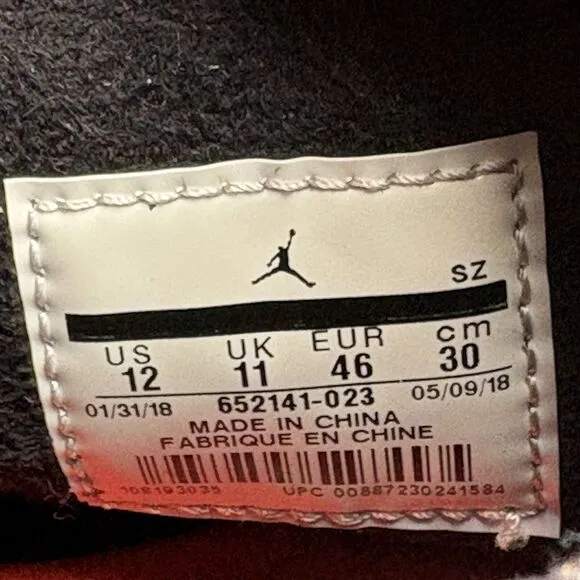 SZ
US UK EUR cm
12 11 46 30
01/31/18 652141-023 05/09/18
MADE IN CHINA
FABRIQUE EN CHINE
108193035 UPC 00887230241584